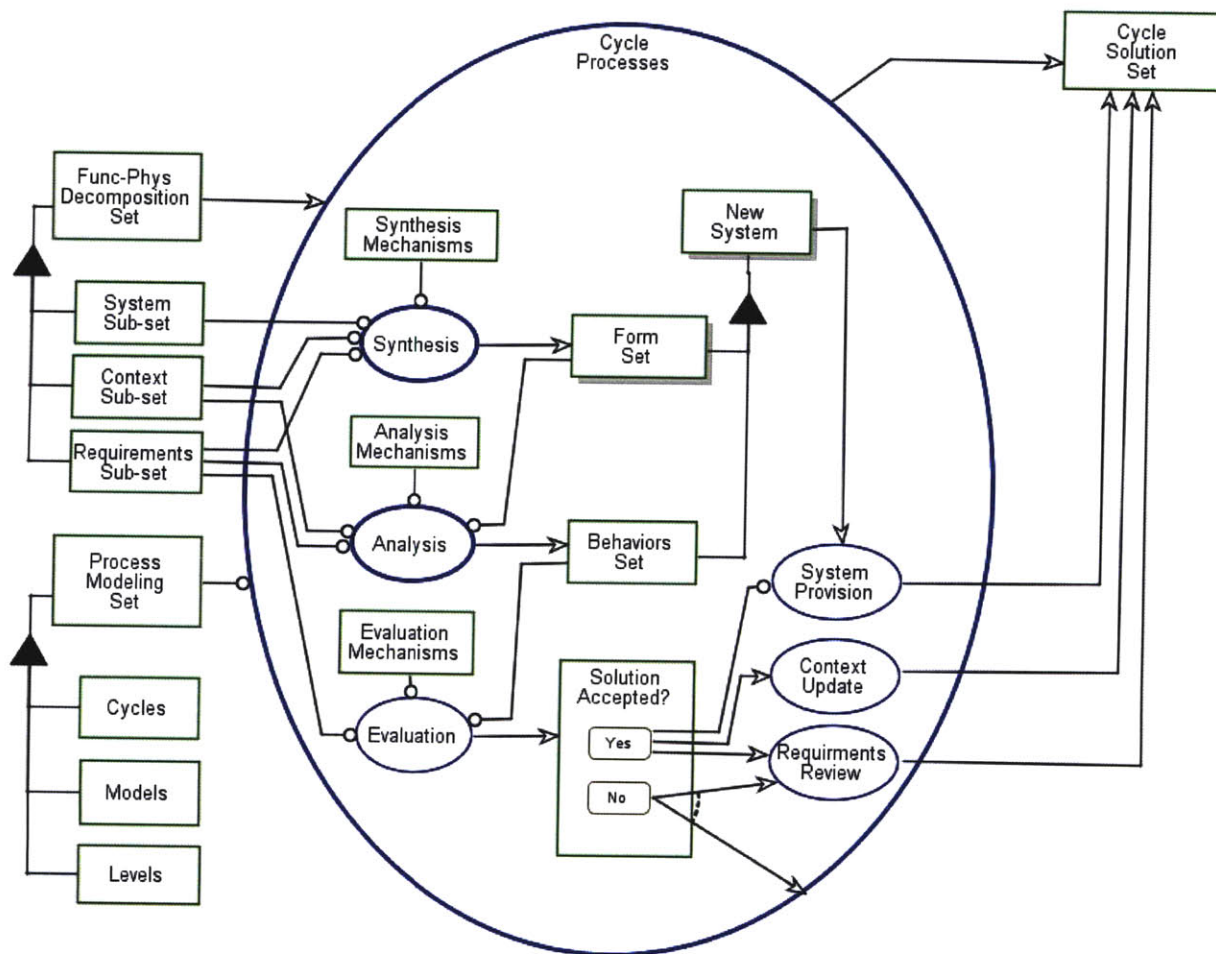 Cycle
Processes
Cycle
Solution
Set
Func-Phys
Decomposition
Set
Synthesis
Mechanisms
New
System
System
Sub-set
Synthesis
Form
Set
Context
Sub-set
Requirements
Sub-set
Analysis
Mechanisms
Process
Modeling
Set
Analysis
Behaviors
Set
System
Provision
Evaluation
Mechanisms
Solution
Accepted?
Context
Update
Cycles
Evaluation
Yes
Requirments
Review
Models
No
Levels